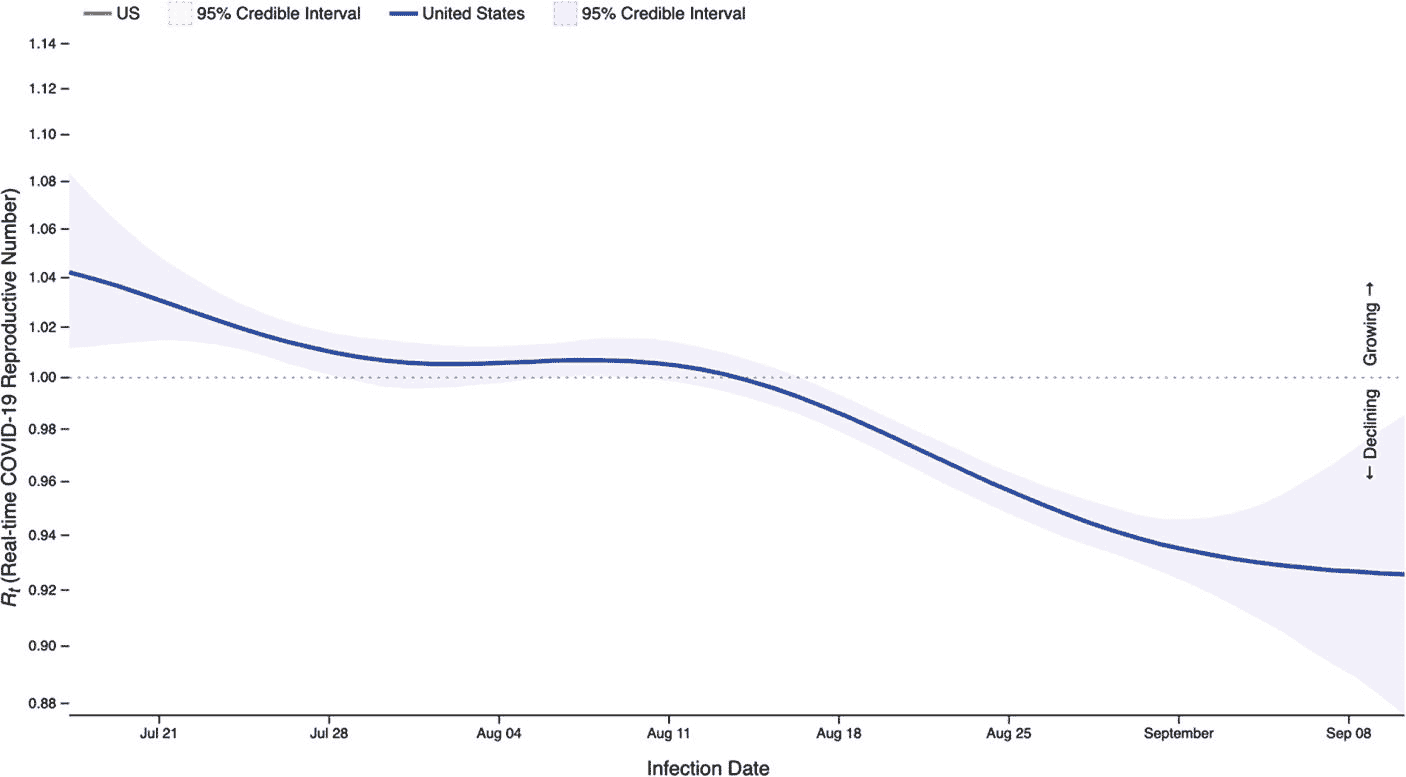 US 95% Credible Interval United States 95% Credible Interval
1.14
1.12
1.10
1.08
1.06
1.04
1.02
1.00
0.98
0.96
0.94
0.92
0.90
0.88
Rt (Real-time COVID-19 Reproductive Number)
← Declining Growing →
Jul 21 Jul 28 Aug 04 Aug 11 Aug 18 Aug 25 September Sep 08
Infection Date